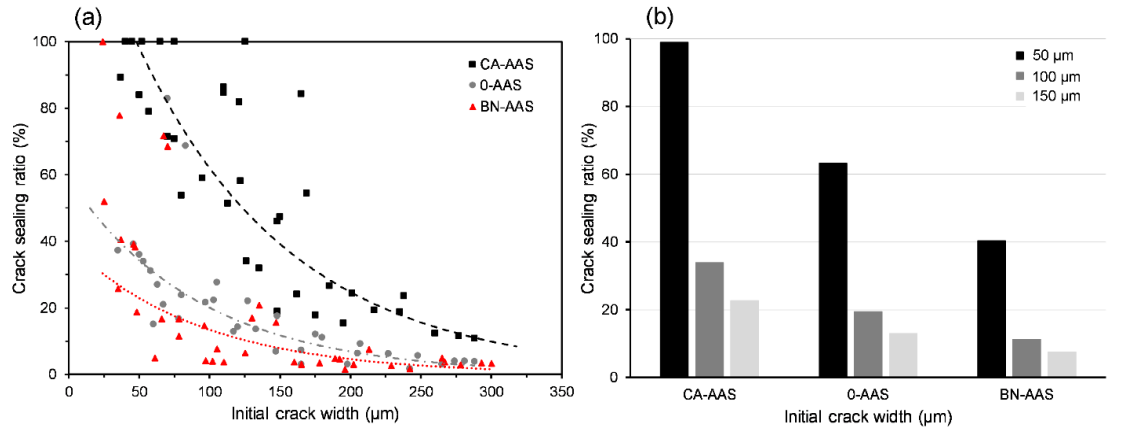 (a)
Crack sealing ratio (%)
100
80
60
40
20
0
0 50 100 150 200 250 300 350
Initial crack width (μm)
CA-AAS
0-AAS
BN-AAS
(b)
Crack sealing ratio (%)
100
80
60
40
20
0
CA-AAS 0-AAS BN-AAS
Initial crack width (μm)
50 μm
100 μm
150 μm